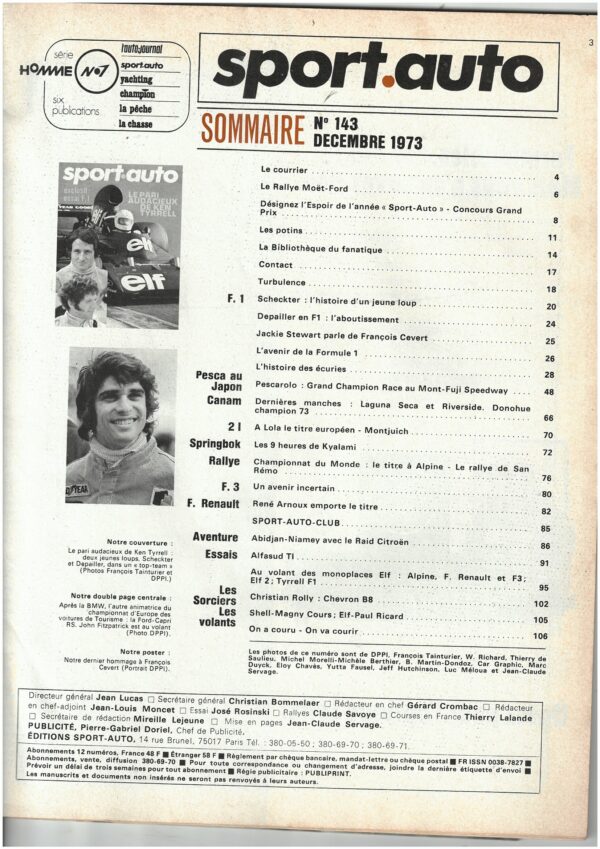 3
série
HOMME N°7
six
publications
l'auto-journal
sport.auto
yachting
champion
la pêche
la chasse
sport.auto
SOMMAIRE N° 143
DECEMBRE 1973
sport-auto
exclusif
essai F.1
LE PARI
AUDACIEUX
DE KEN
TYRRELL
elf
elf
Le courrier 4
Le Rallye Moët-Ford 6
Désignez l'Espoir de l'année « Sport-Auto » - Concours Grand
Prix 8
Les potins 11
La Bibliothèque du fanatique 14
Contact 17
Turbulence 18
F. 1 Scheckter : l'histoire d'un jeune loup 20
Depailler en F1 : l'aboutissement 24
Jackie Stewart parle de François Cevert 25
L'avenir de la Formule 1 26
L'histoire des écuries 28
Pesca au
Japon Pescarolo : Grand Champion Race au Mont-Fuji Speedway 48
Canam Dernières manches : Laguna Seca et Riverside. Donohue
champion 73 66
2 l A Lola le titre européen - Montjuich 70
Springbok Les 9 heures de Kyalami 72
Rallye Championnat du Monde : le titre à Alpine - Le rallye de San
Rémo 76
F. 3 Un avenir incertain 80
F. Renault René Arnoux emporte le titre 82
SPORT-AUTO-CLUB 85
Aventure Abidjan-Niamey avec le Raid Citroën 86
Essais Alfasud TI 91
Au volant des monoplaces Elf : Alpine, F. Renault et F3 ;
Elf 2 ; Tyrrell F1 95
Les
Sorciers Christian Rolly : Chevron B8 102
Les
volants Shell-Magny Cours ; Elf-Paul Ricard 105
On a couru - On va courir 106
Notre couverture :
Le pari audacieux de Ken Tyrrell :
deux jeunes loups, Scheckter
et Depailler, dans un « top-team »
(Photos François Tainturier et
DPPI.)
Notre double page centrale :
Après la BMW, l'autre animatrice du
championnat d'Europe des
voitures de Tourisme : la Ford-Capri
RS. John Fitzpatrick est au volant
(Photo DPPI).
Notre poster :
Notre dernier hommage à François
Cevert (Portrait DPPI).
Les photos de ce numéro sont de DPPI, François Tainturier, W. Richard, Thierry de
Saulieu, Michel Morelli-Michèle Berthier, B. Martin-Dondoz, Car Graphic, Marc
Duyck, Eloy Chavés, Yutta Fausel, Jeff Hutchinson, Luc Méloua et Jean-Claude
Servage.
Directeur général Jean Lucas □ Secrétaire général Christian Bommelaer □ Rédacteur en chef Gérard Crombac □ Rédacteur
en chef-adjoint Jean-Louis Moncet □ Essai José Rosinski □ Rallyes Claude Savoye □ Courses en France Thierry Lalande
□ Secrétaire de rédaction Mireille Lejeune □ Mise en pages Jean-Claude Servage.
PUBLICITÉ, Pierre-Gabriel Doriel, Chef de Publicité.
ÉDITIONS SPORT-AUTO, 14 rue Brunel, 75017 Paris Tél. : 380-05-50 ; 380-69-70 ; 380-69-71.
Abonnements 12 numéros, France 48 F ■ Étranger 58 F ■ Règlement par chèque bancaire, mandat-lettre ou chèque postal ■ FR ISSN 0038-7827 ■
Abonnements, vente, diffusion 380-69-70 ■ Pour toute correspondance ou changement d'adresse, joindre la dernière étiquette d'envoi ■
Prévoir un délai de trois semaines pour tout abonnement ■ Régie publicitaire : PUBLIPRINT.
Les manuscrits et documents non insérés ne seront pas renvoyés à leurs auteurs.